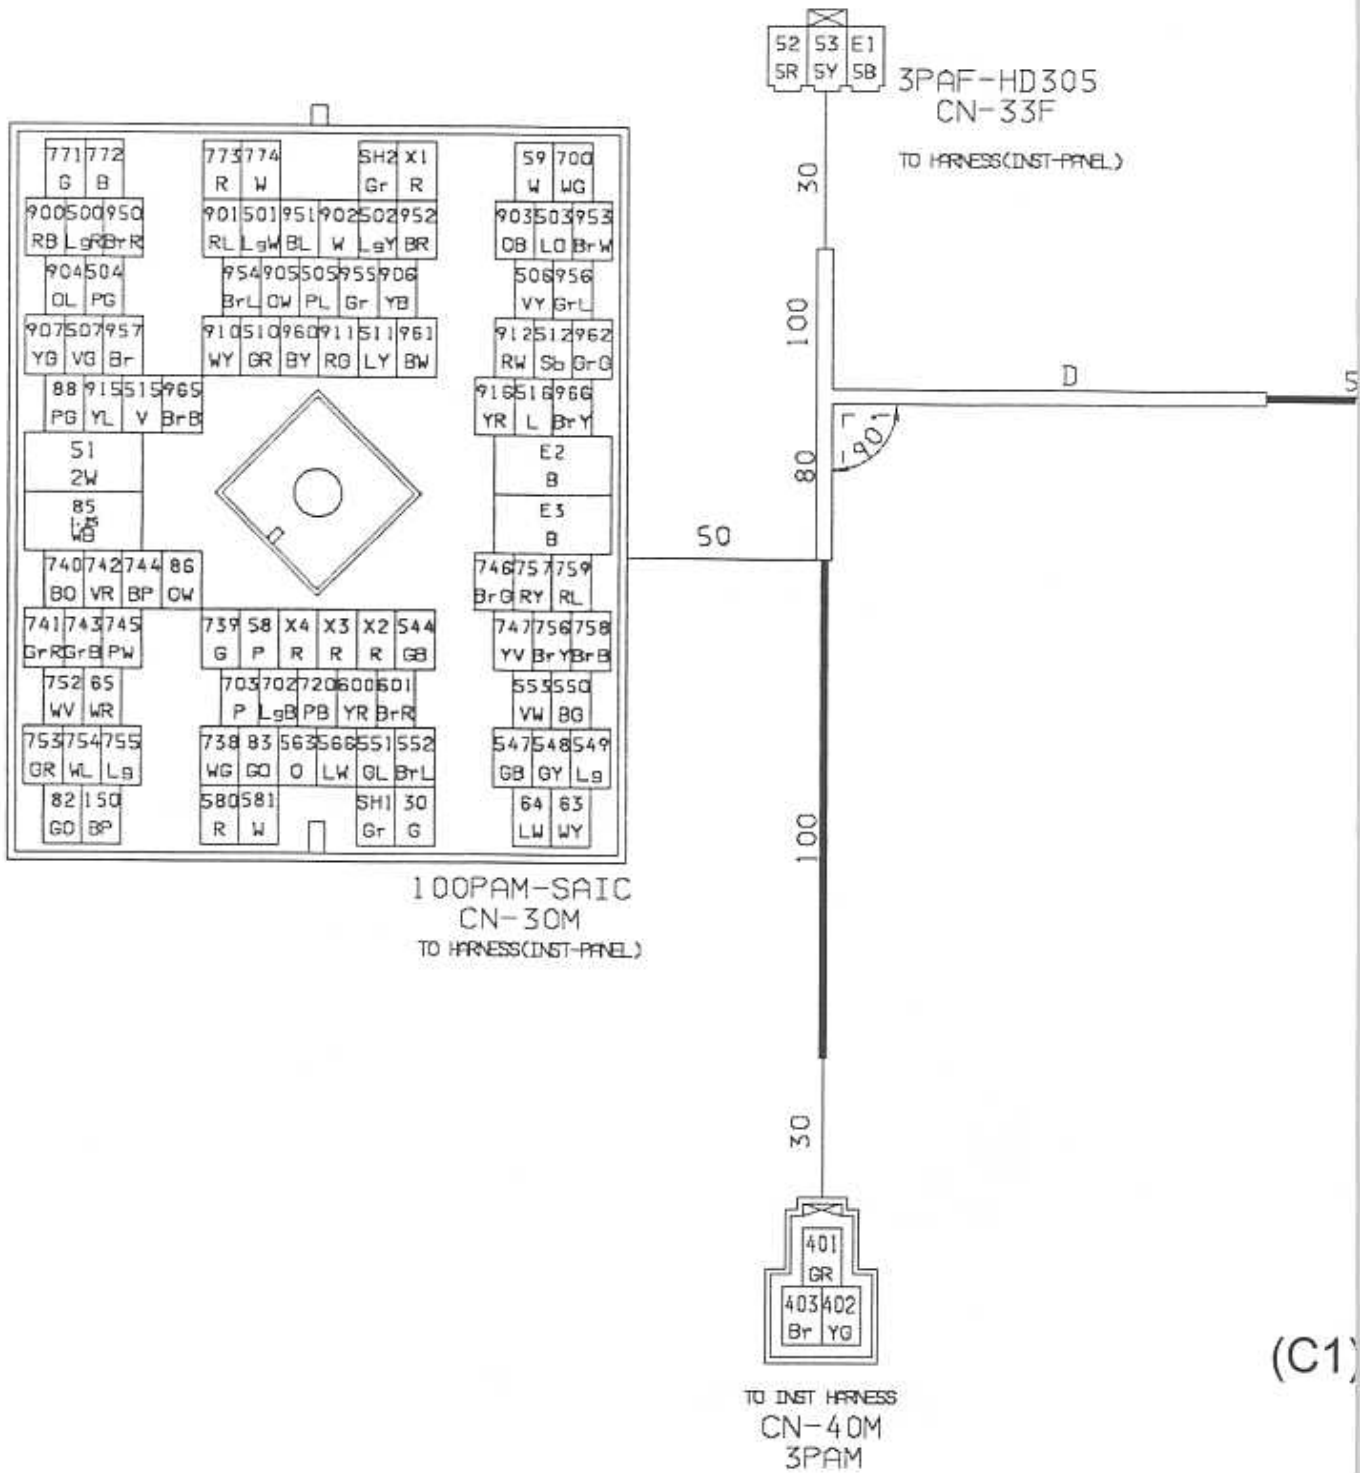 52 53 E1
5R 5Y 5B
3PAF-HD305
CN-33F
TO HARNESS(INST-PANEL)
30
100
D
5
90°
80
50
100
30
771 772 773 774 SH2 X1 59 700
G B R W Gr R W WG
900 500 950 901 501 951 902 502 952 903 503 953
RB LgR BrR RL LgW BL W LgY BR OB LO BrW
904 504 954 905 505 955 906 506 956
OL PG BrL OW PL Gr YB VY GrL
907 507 957 910 510 960 911 511 961 912 512 962
YG VG Br WY GR BY RG LY BW RW Sb GrG
88 915 515 965 916 516 966
PG YL V BrB YR L BrY
S1 E2
2W B
85 E3
WB B
740 742 744 86 746 757 759
BO VR BP OW BrG RY RL
741 743 745 739 58 X4 X3 X2 544 747 756 758
GrR GrB PW G P R R R GB YV BrY BrB
752 65 703 702 720 600 601 553 550
WV WR P LgB PB YR BrR VW BG
753 754 755 738 83 563 566 551 552 547 548 549
GR WL Lg WG GO O LW GL BrL GB GY Lg
82 150 580 581 SH1 30 64 63
GO BP R W Gr G LW WY
100PAM-SAIC
CN-30M
TO HARNESS(INST-PANEL)
401
GR
403 402
Br YG
TO INST HARNESS
CN-40M
3PAM
(C1)